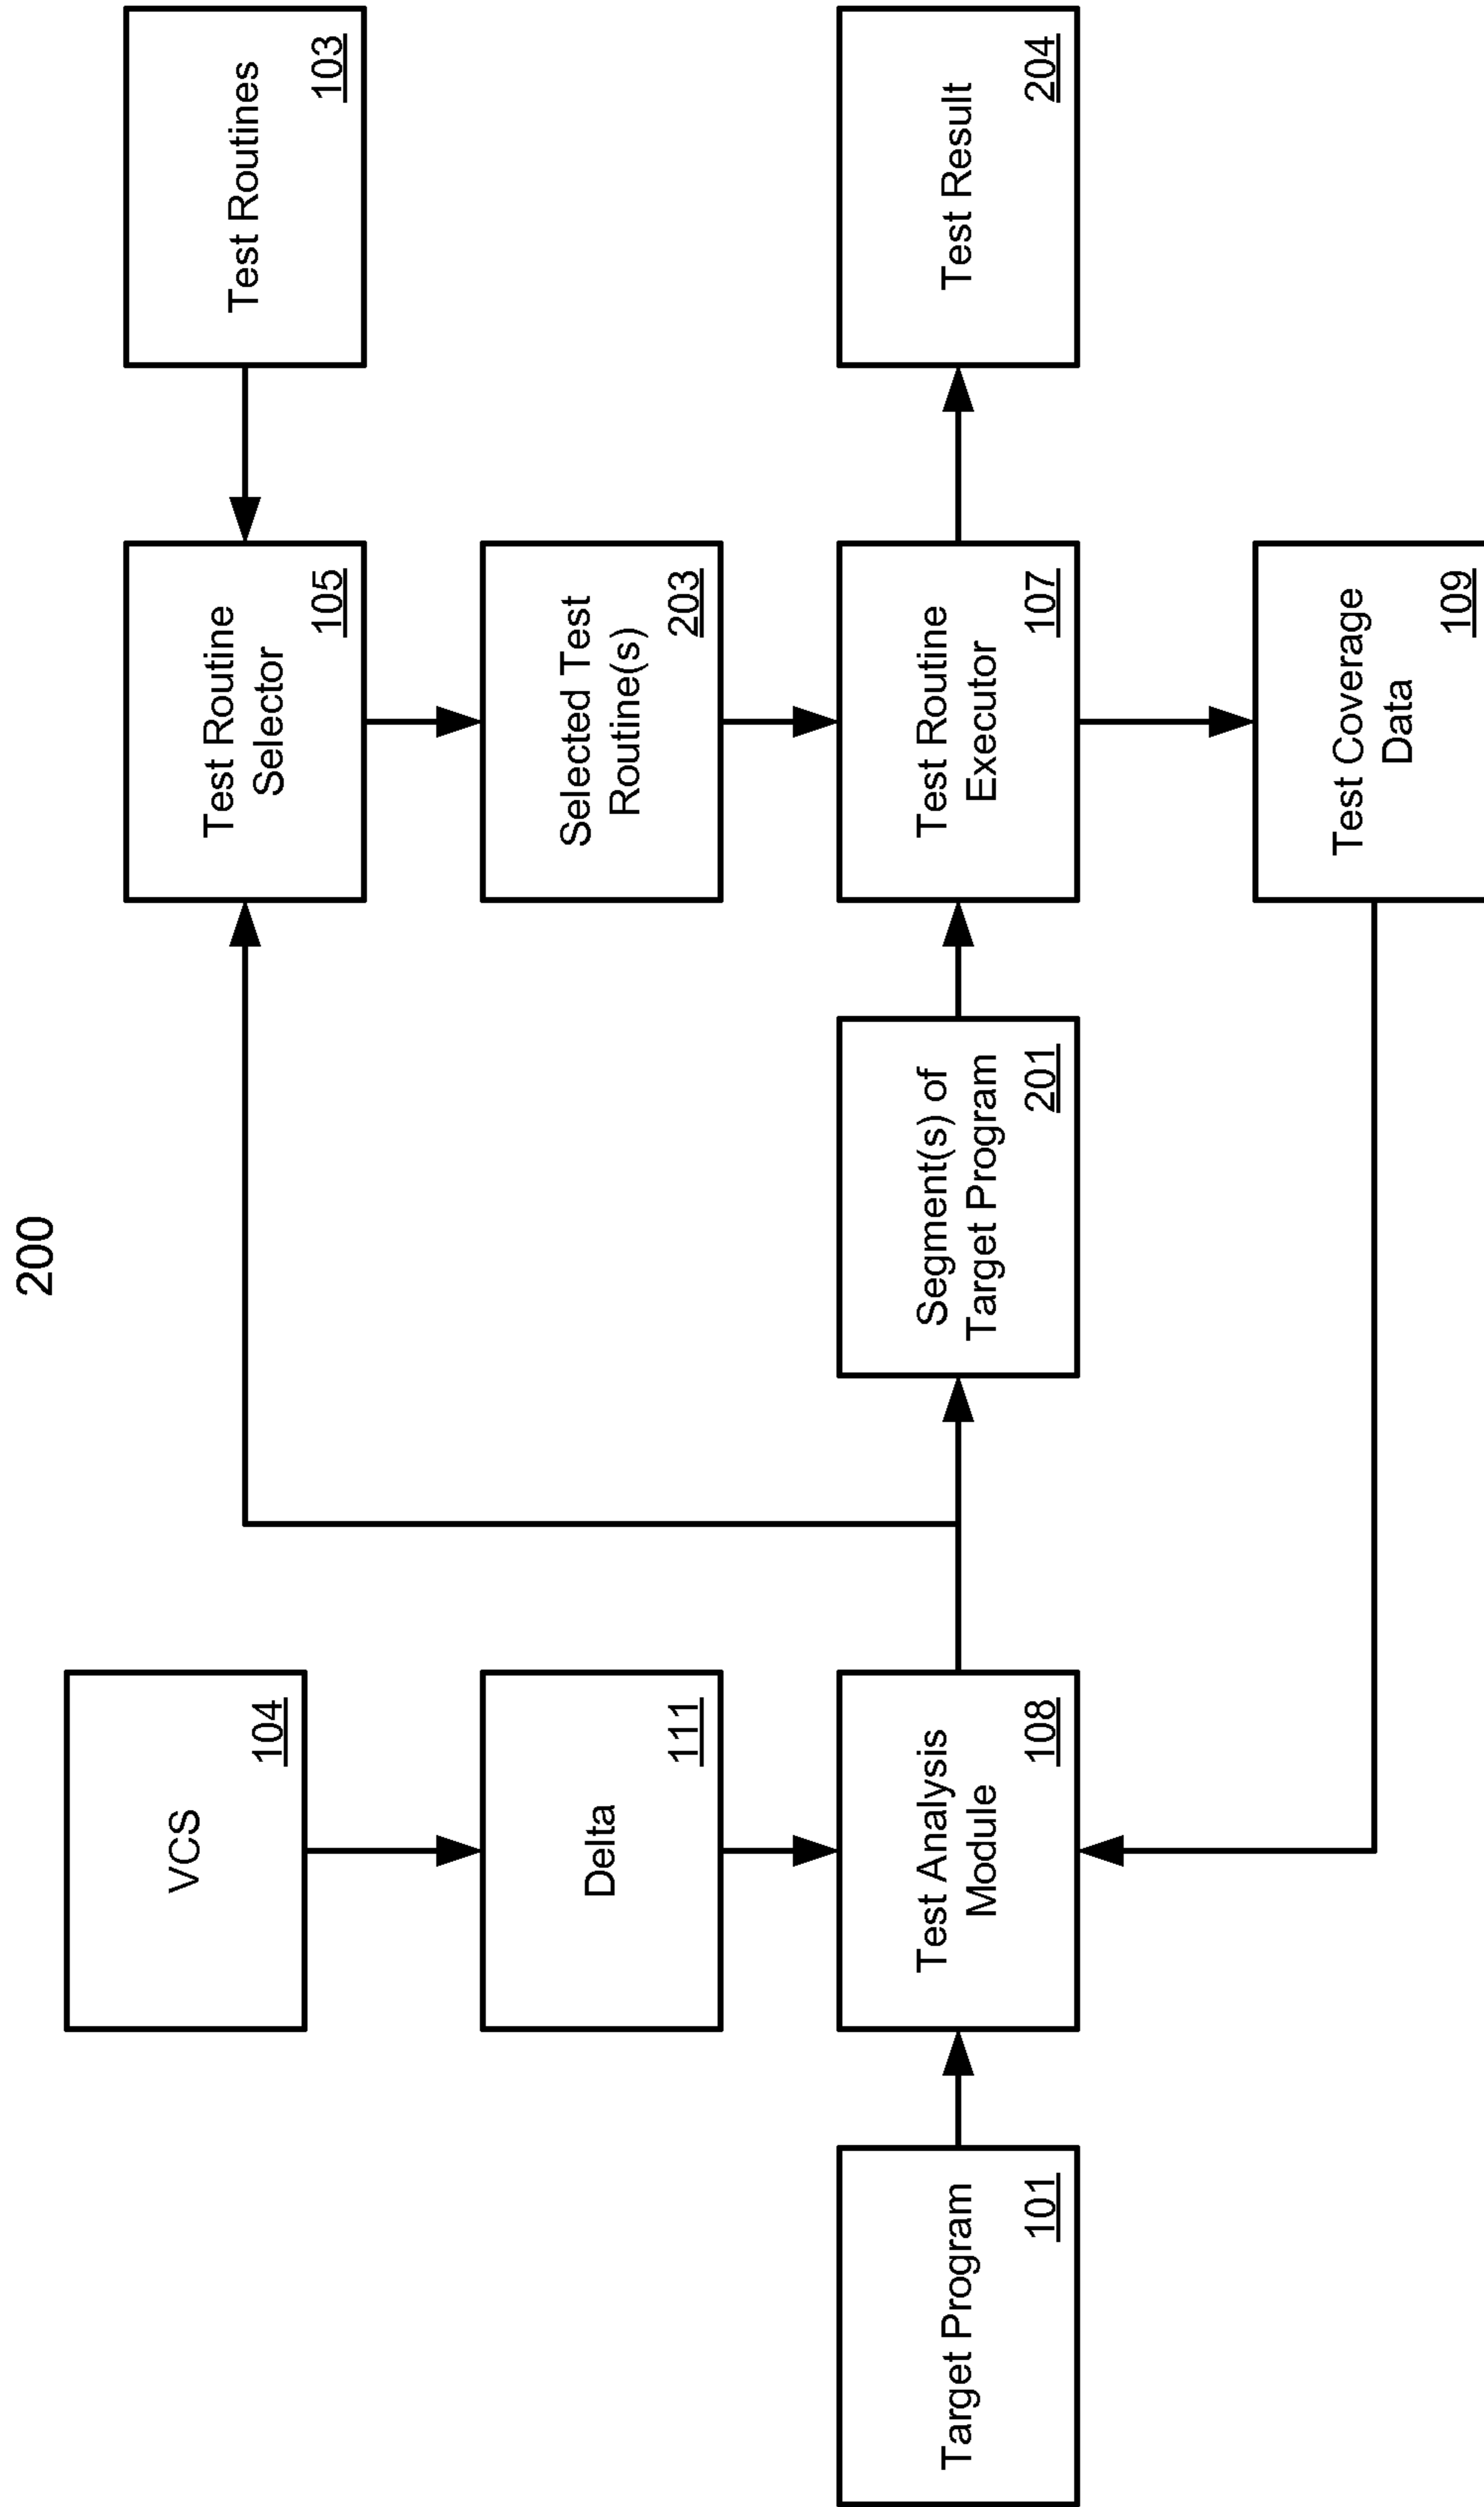 200
VCS
104
Test Routine
Selector
105
Test Routines
103
Delta
111
Selected Test
Routine(s)
203
Target Program
101
Test Analysis
Module
108
Segment(s) of
Target Program
201
Test Routine
Executor
107
Test Result
204
Test Coverage
Data
109